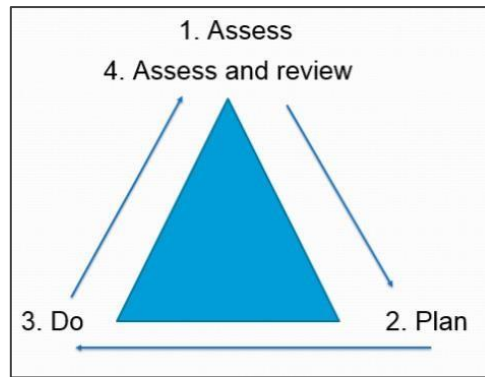 1. Assess
4. Assess and review
3. Do
2. Plan